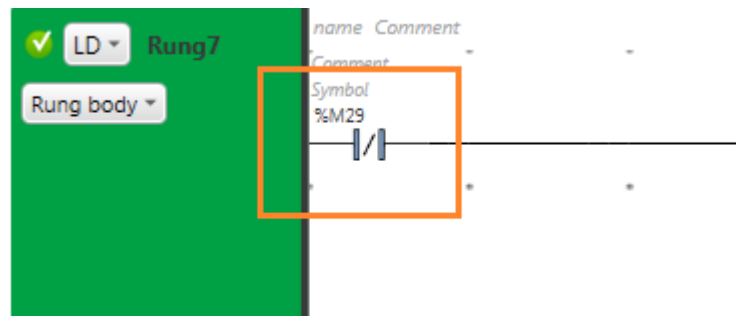 LD Rung7
Rung body
name Comment
Comment
Symbol
%M29